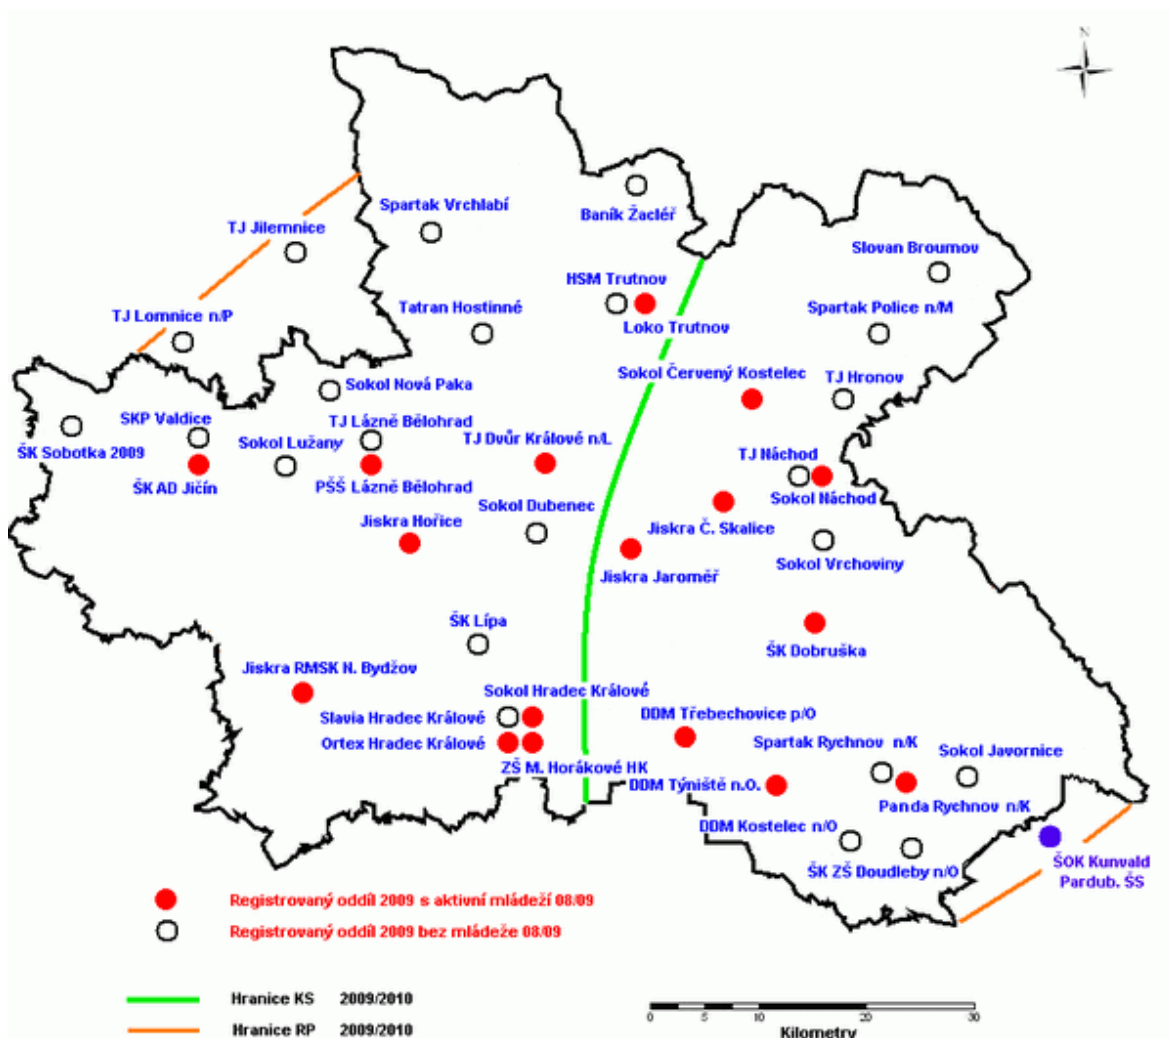 N
Spartak Vrchlabí
Baník Žacléř
TJ Jilemnice
Slovan Broumov
HSM Trutnov
TJ Lomnice n/P
Tatran Hostinné
Loko Trutnov
Spartak Police n/M
Sokol Červený Kostelec
TJ Hronov
Sokol Nová Paka
SKP Valdice
TJ Lázně Bělohrad
ŠK Sobotka 2009
Sokol Lužany
TJ Dvůr Králové n/L
TJ Náchod
ŠK AD Jičín
PŠŠ Lázně Bělohrad
Sokol Náchod
Sokol Dubenec
Jiskra Hořice
Jiskra Č. Skalice
Sokol Vrchoviny
Jiskra Jaroměř
ŠK Lípa
ŠK Dobruška
Jiskra RMSK N. Bydžov
Sokol Hradec Králové
Slavia Hradec Králové
DDM Třebechovice p/O
Ortex Hradec Králové
Spartak Rychnov n/K
Sokol Javornice
ZŠ M. Horákové HK
DDM Týniště n.O.
Panda Rychnov n/K
DDM Kostelec n/O
ŠK ZŠ Doudleby n/O
ŠOK Kunvald
Pardub. ŠS
Registrovaný oddíl 2009 s aktivní mládeží 08/09
Registrovaný oddíl 2009 bez mládeže 08/09
Hranice KS 2009/2010
Hranice RP 2009/2010
0 5 10 20 30
Kilometry